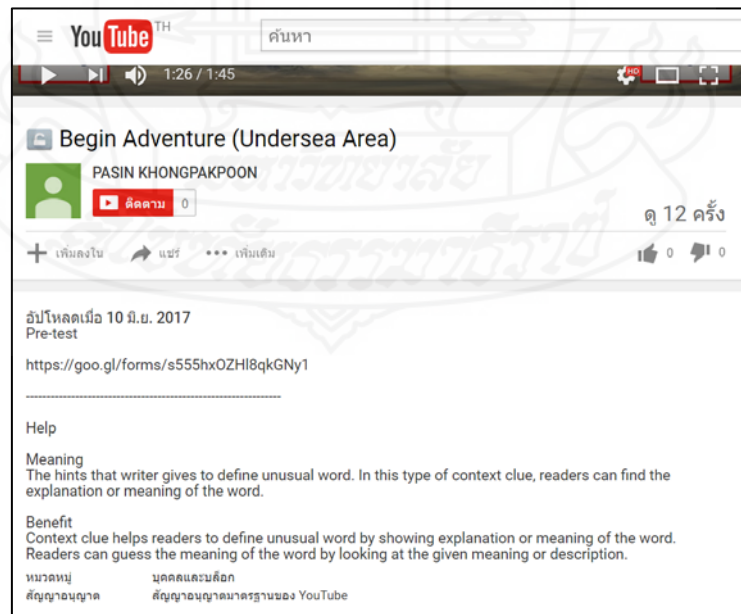 YouTube TH
ค้นหา
1:26 / 1:45
HD
Begin Adventure (Undersea Area)
PASIN KHONGPAKPOON
ติดตาม 0
ดู 12 ครั้ง
เพิ่มลงใน แชร์ เพิ่มเติม 0 0
อัปโหลดเมื่อ 10 มิ.ย. 2017
Pre-test
https://goo.gl/forms/s555hxOZHl8qkGNy1
--------------------------------------------------------------
Help
Meaning
The hints that writer gives to define unusual word. In this type of context clue, readers can find the
explanation or meaning of the word.
Benefit
Context clue helps readers to define unusual word by showing explanation or meaning of the word.
Readers can guess the meaning of the word by looking at the given meaning or description.
หมวดหมู่ บุคคลและบล็อก
สัญญาอนุญาต สัญญาอนุญาตมาตรฐานของ YouTube